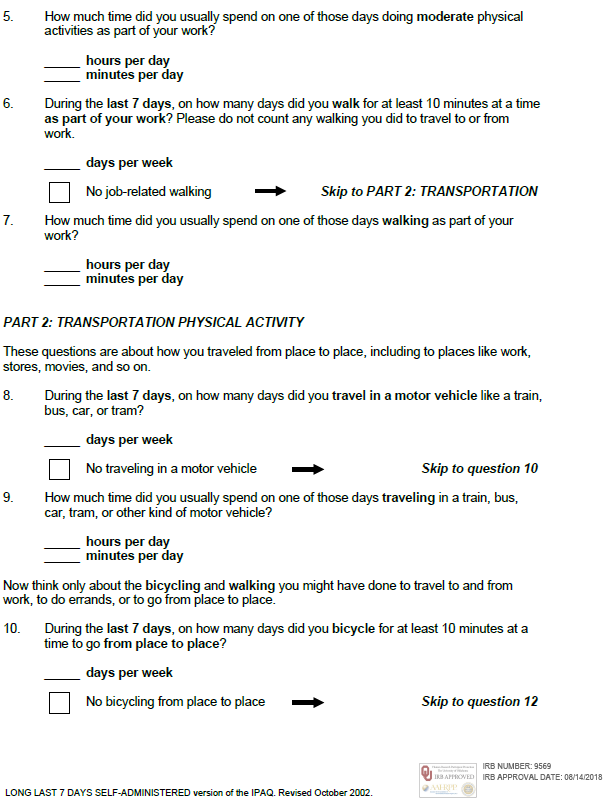 5. How much time did you usually spend on one of those days doing moderate physical
activities as part of your work?
_____ hours per day
_____ minutes per day
6. During the last 7 days, on how many days did you walk for at least 10 minutes at a time
as part of your work? Please do not count any walking you did to travel to or from
work.
_____ days per week
No job-related walking Skip to PART 2: TRANSPORTATION
7. How much time did you usually spend on one of those days walking as part of your
work?
_____ hours per day
_____ minutes per day
PART 2: TRANSPORTATION PHYSICAL ACTIVITY
These questions are about how you traveled from place to place, including to places like work,
stores, movies, and so on.
8. During the last 7 days, on how many days did you travel in a motor vehicle like a train,
bus, car, or tram?
_____ days per week
No traveling in a motor vehicle Skip to question 10
9. How much time did you usually spend on one of those days traveling in a train, bus,
car, tram, or other kind of motor vehicle?
_____ hours per day
_____ minutes per day
Now think only about the bicycling and walking you might have done to travel to and from
work, to do errands, or to go from place to place.
10. During the last 7 days, on how many days did you bicycle for at least 10 minutes at a
time to go from place to place?
_____ days per week
No bicycling from place to place Skip to question 12
IRB APPROVED
IRB NUMBER: 9569
IRB APPROVAL DATE: 08/14/2018
LONG LAST 7 DAYS SELF-ADMINISTERED version of the IPAQ. Revised October 2002.